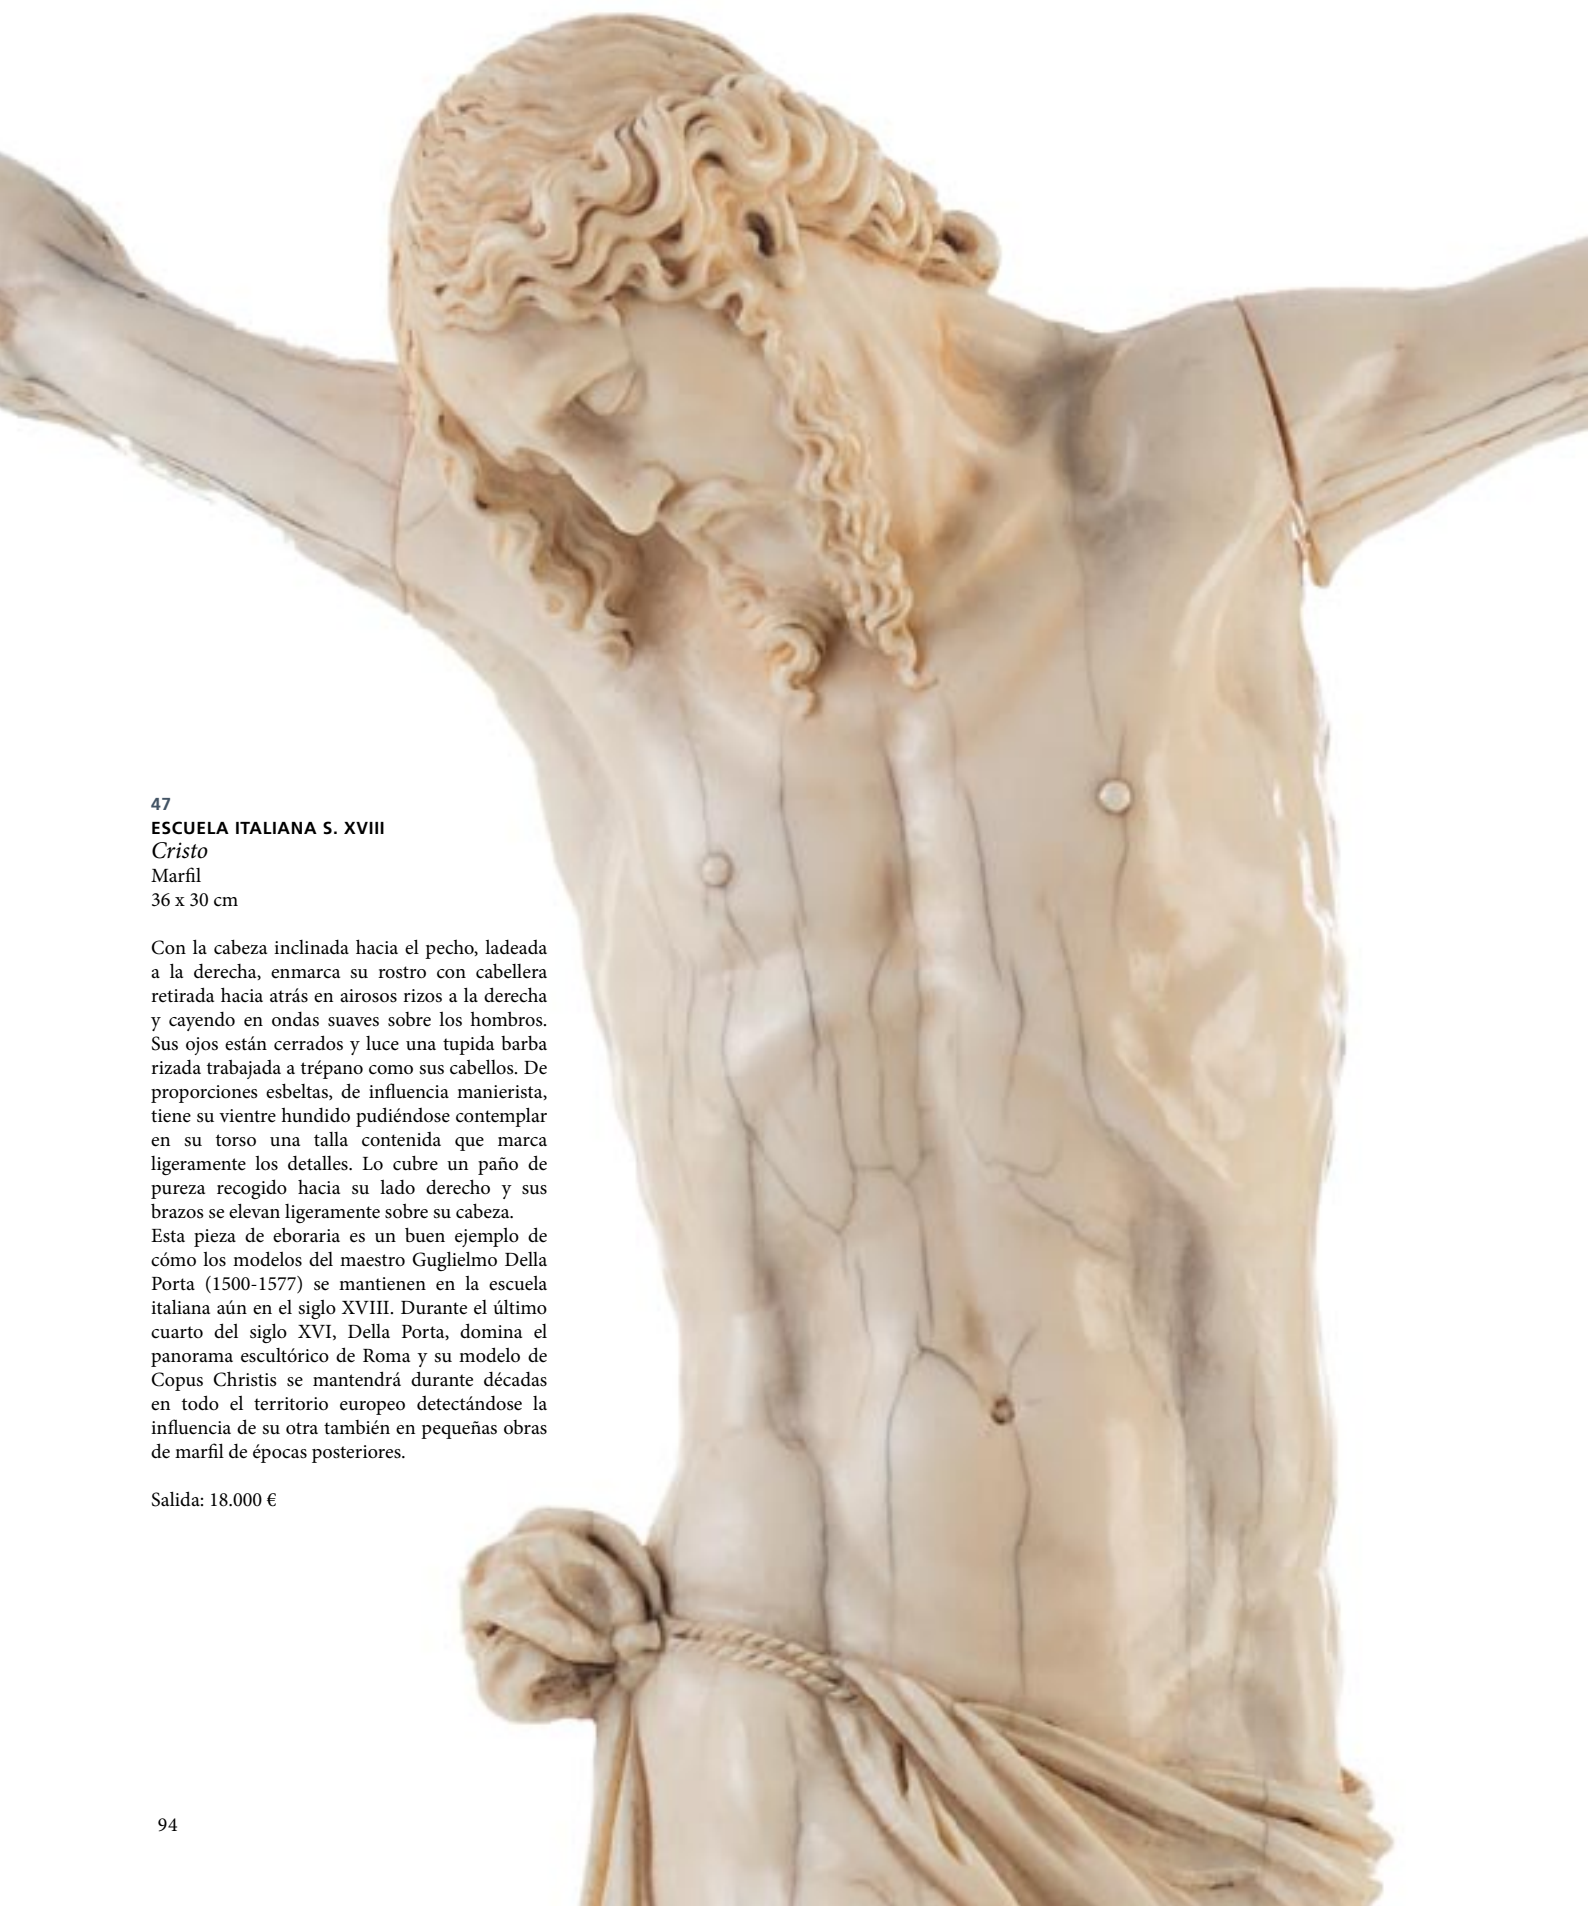 47
ESCUELA ITALIANA S. XVIII
Cristo
Marfil
36 x 30 cm
Con la cabeza inclinada hacia el pecho, ladeada
a la derecha, enmarca su rostro con cabellera
retirada hacia atrás en airosos rizos a la derecha
y cayendo en ondas suaves sobre los hombros.
Sus ojos están cerrados y luce una tupida barba
rizada trabajada a trépano como sus cabellos. De
proporciones esbeltas, de influencia manierista,
tiene su vientre hundido pudiéndose contemplar
en su torso una talla contenida que marca
ligeramente los detalles. Lo cubre un paño de
pureza recogido hacia su lado derecho y sus
brazos se elevan ligeramente sobre su cabeza.
Esta pieza de eboraria es un buen ejemplo de
cómo los modelos del maestro Guglielmo Della
Porta (1500-1577) se mantienen en la escuela
italiana aún en el siglo XVIII. Durante el último
cuarto del siglo XVI, Della Porta, domina el
panorama escultórico de Roma y su modelo de
Copus Christis se mantendrá durante décadas
en todo el territorio europeo detectándose la
influencia de su otra también en pequeñas obras
de marfil de épocas posteriores.
Salida: 18.000 €
94